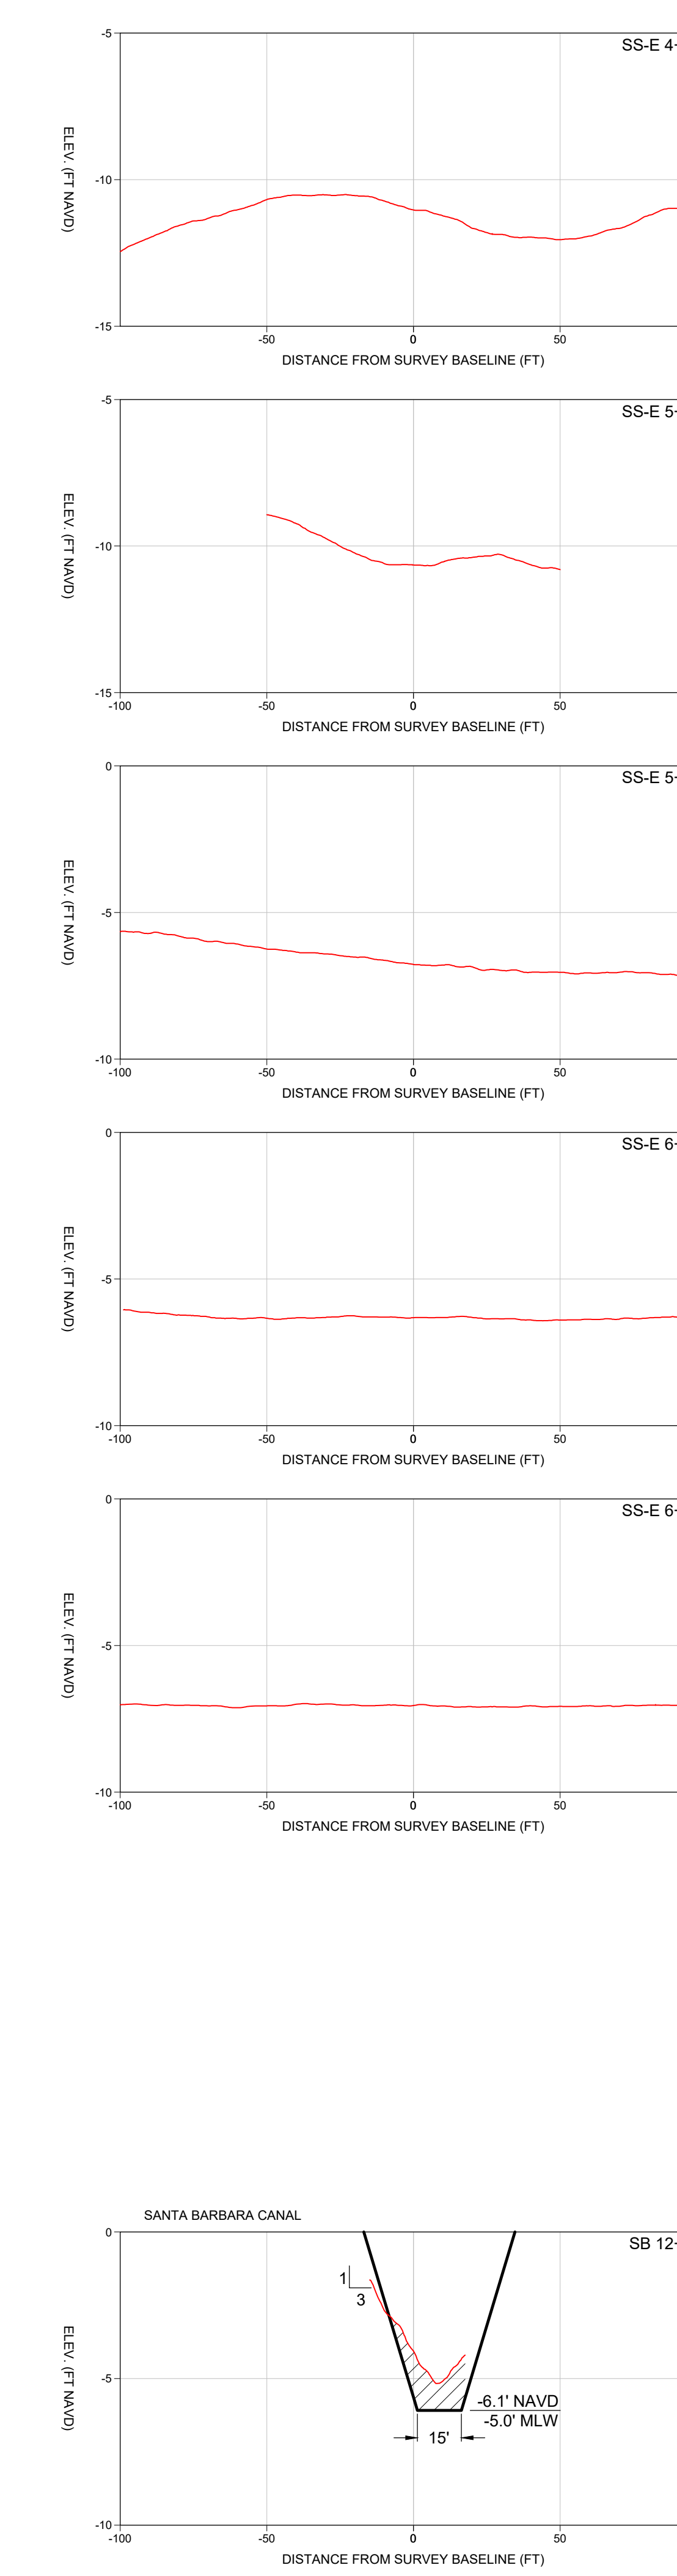 -5
SS-E 4+
ELEV. (FT NAVD)
-10
-15
-50
0
50
DISTANCE FROM SURVEY BASELINE (FT)
-5
SS-E 5+
ELEV. (FT NAVD)
-10
-15
-100
-50
0
50
DISTANCE FROM SURVEY BASELINE (FT)
0
SS-E 5+
ELEV. (FT NAVD)
-5
-10
-100
-50
0
50
DISTANCE FROM SURVEY BASELINE (FT)
0
SS-E 6+
ELEV. (FT NAVD)
-5
-10
-100
-50
0
50
DISTANCE FROM SURVEY BASELINE (FT)
0
SS-E 6+
ELEV. (FT NAVD)
-5
-10
-100
-50
0
50
DISTANCE FROM SURVEY BASELINE (FT)
SANTA BARBARA CANAL
0
SB 12+
1
3
ELEV. (FT NAVD)
-5
-6.1' NAVD
-5.0' MLW
15'
-10
-100
-50
0
50
DISTANCE FROM SURVEY BASELINE (FT)